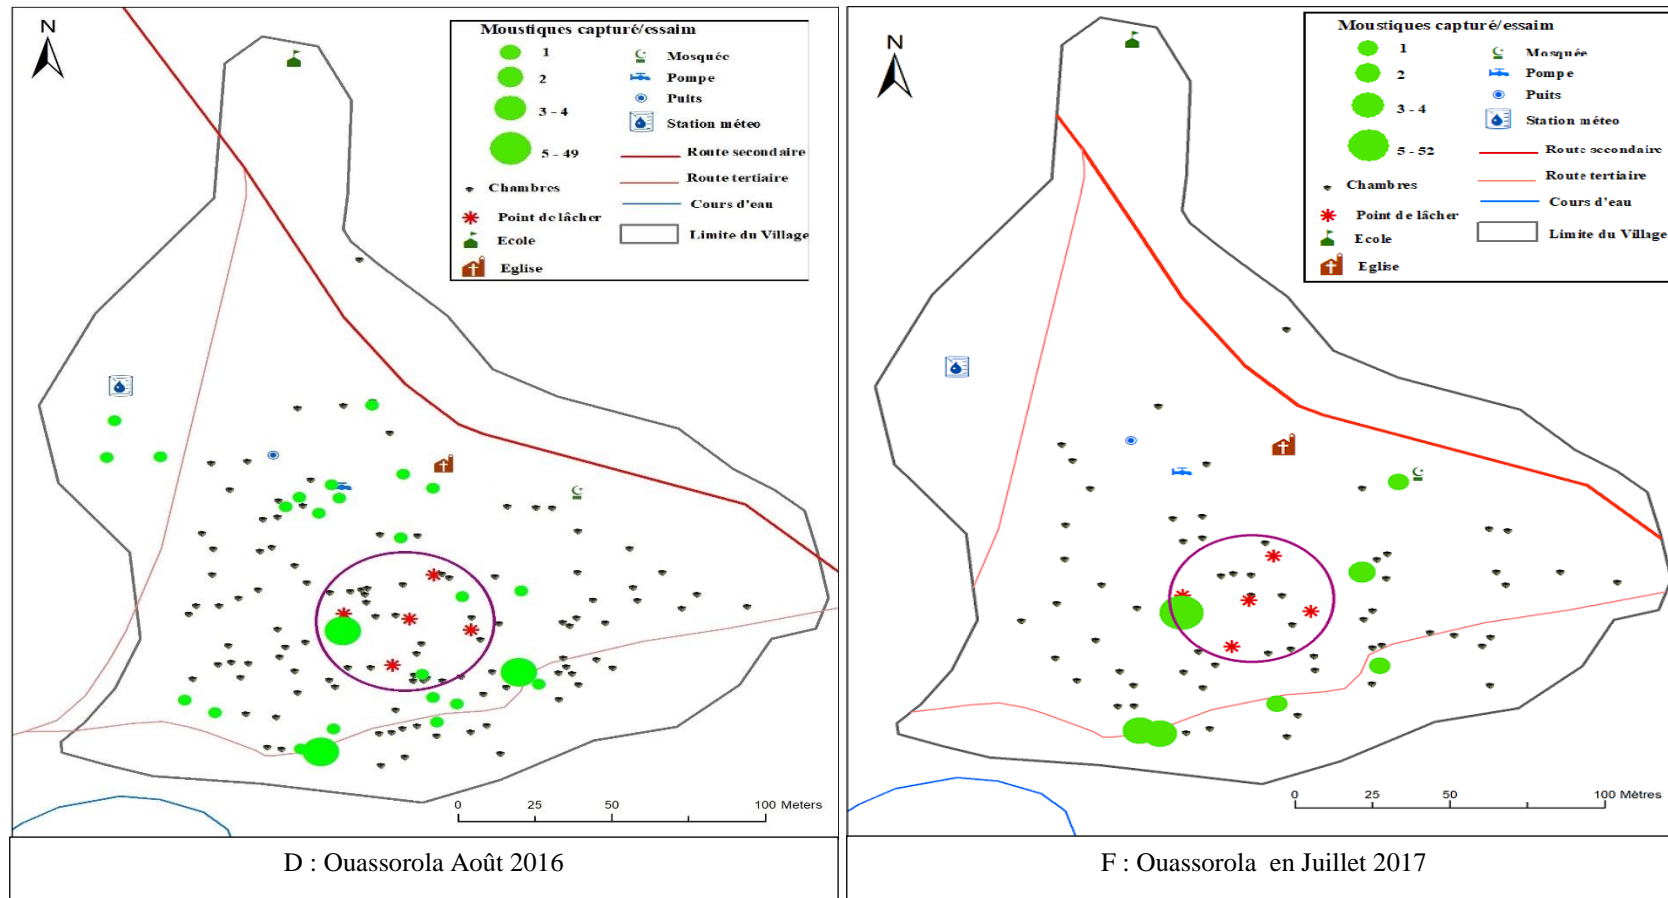 N
Moustiques capturé/essaim
1
2
3 - 4
5 - 49
Chambres
Point de lâcher
Ecole
Eglise
Mosquée
Pompe
Puits
Station méteo
Route secondaire
Route tertiaire
Cours d'eau
Limite du Village
0 25 50 100 Meters
D : Ouassorola Août 2016
N
Moustiques capturé/essaim
1
2
3 - 4
5 - 52
Chambres
Point de lâcher
Ecole
Eglise
Mosquée
Pompe
Puits
Station méteo
Route secondaire
Route tertiaire
Cours d'eau
Limite du Village
0 25 50 100 Mètres
F : Ouassorola en Juillet 2017